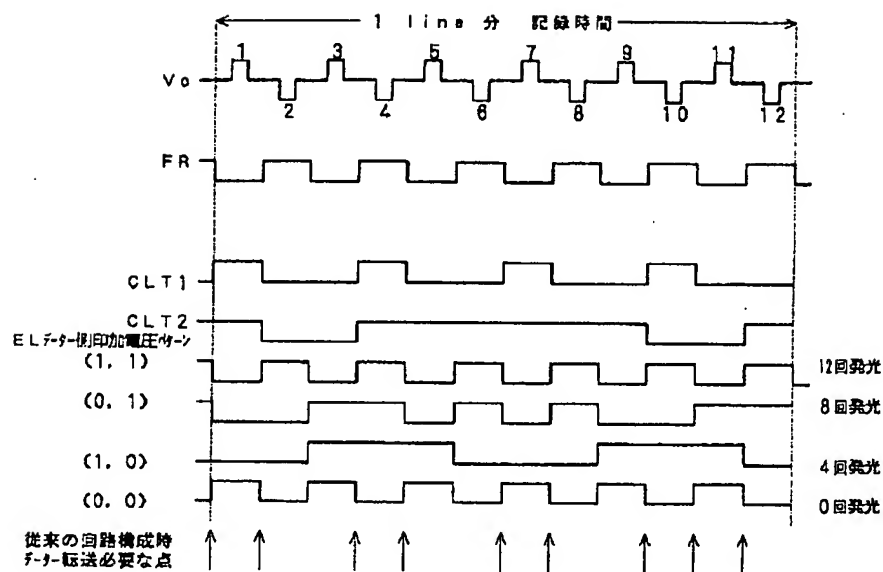 1 line 分 記録時間
1 3 5 7 9 11
Vo
2 4 6 8 10 12
FR
CLT1
CLT2
ELデーター側印加電圧パターン
(1, 1) 12回発光
(0, 1) 8回発光
(1, 0) 4回発光
(0, 0) 0回発光
従来の回路構成時
データー転送必要な点